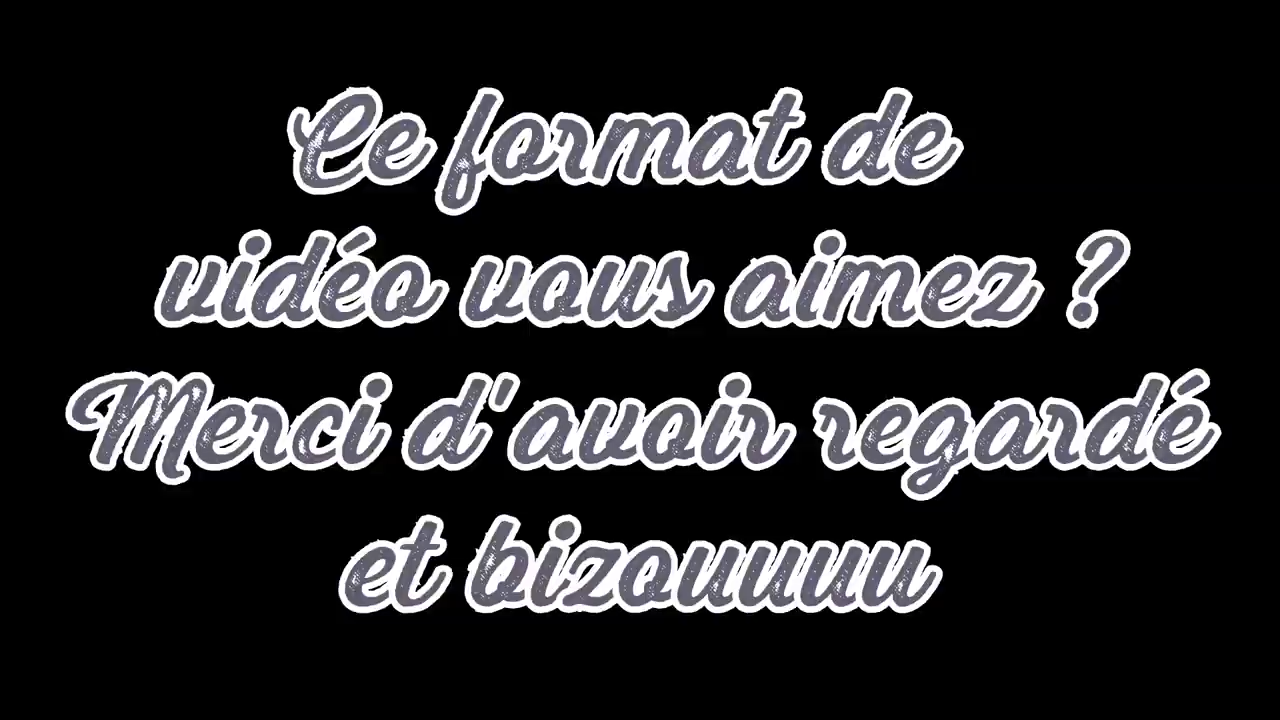 Ce format de
vidéo vous aimez ?
Merci d'avoir regardé
et bizouuuu